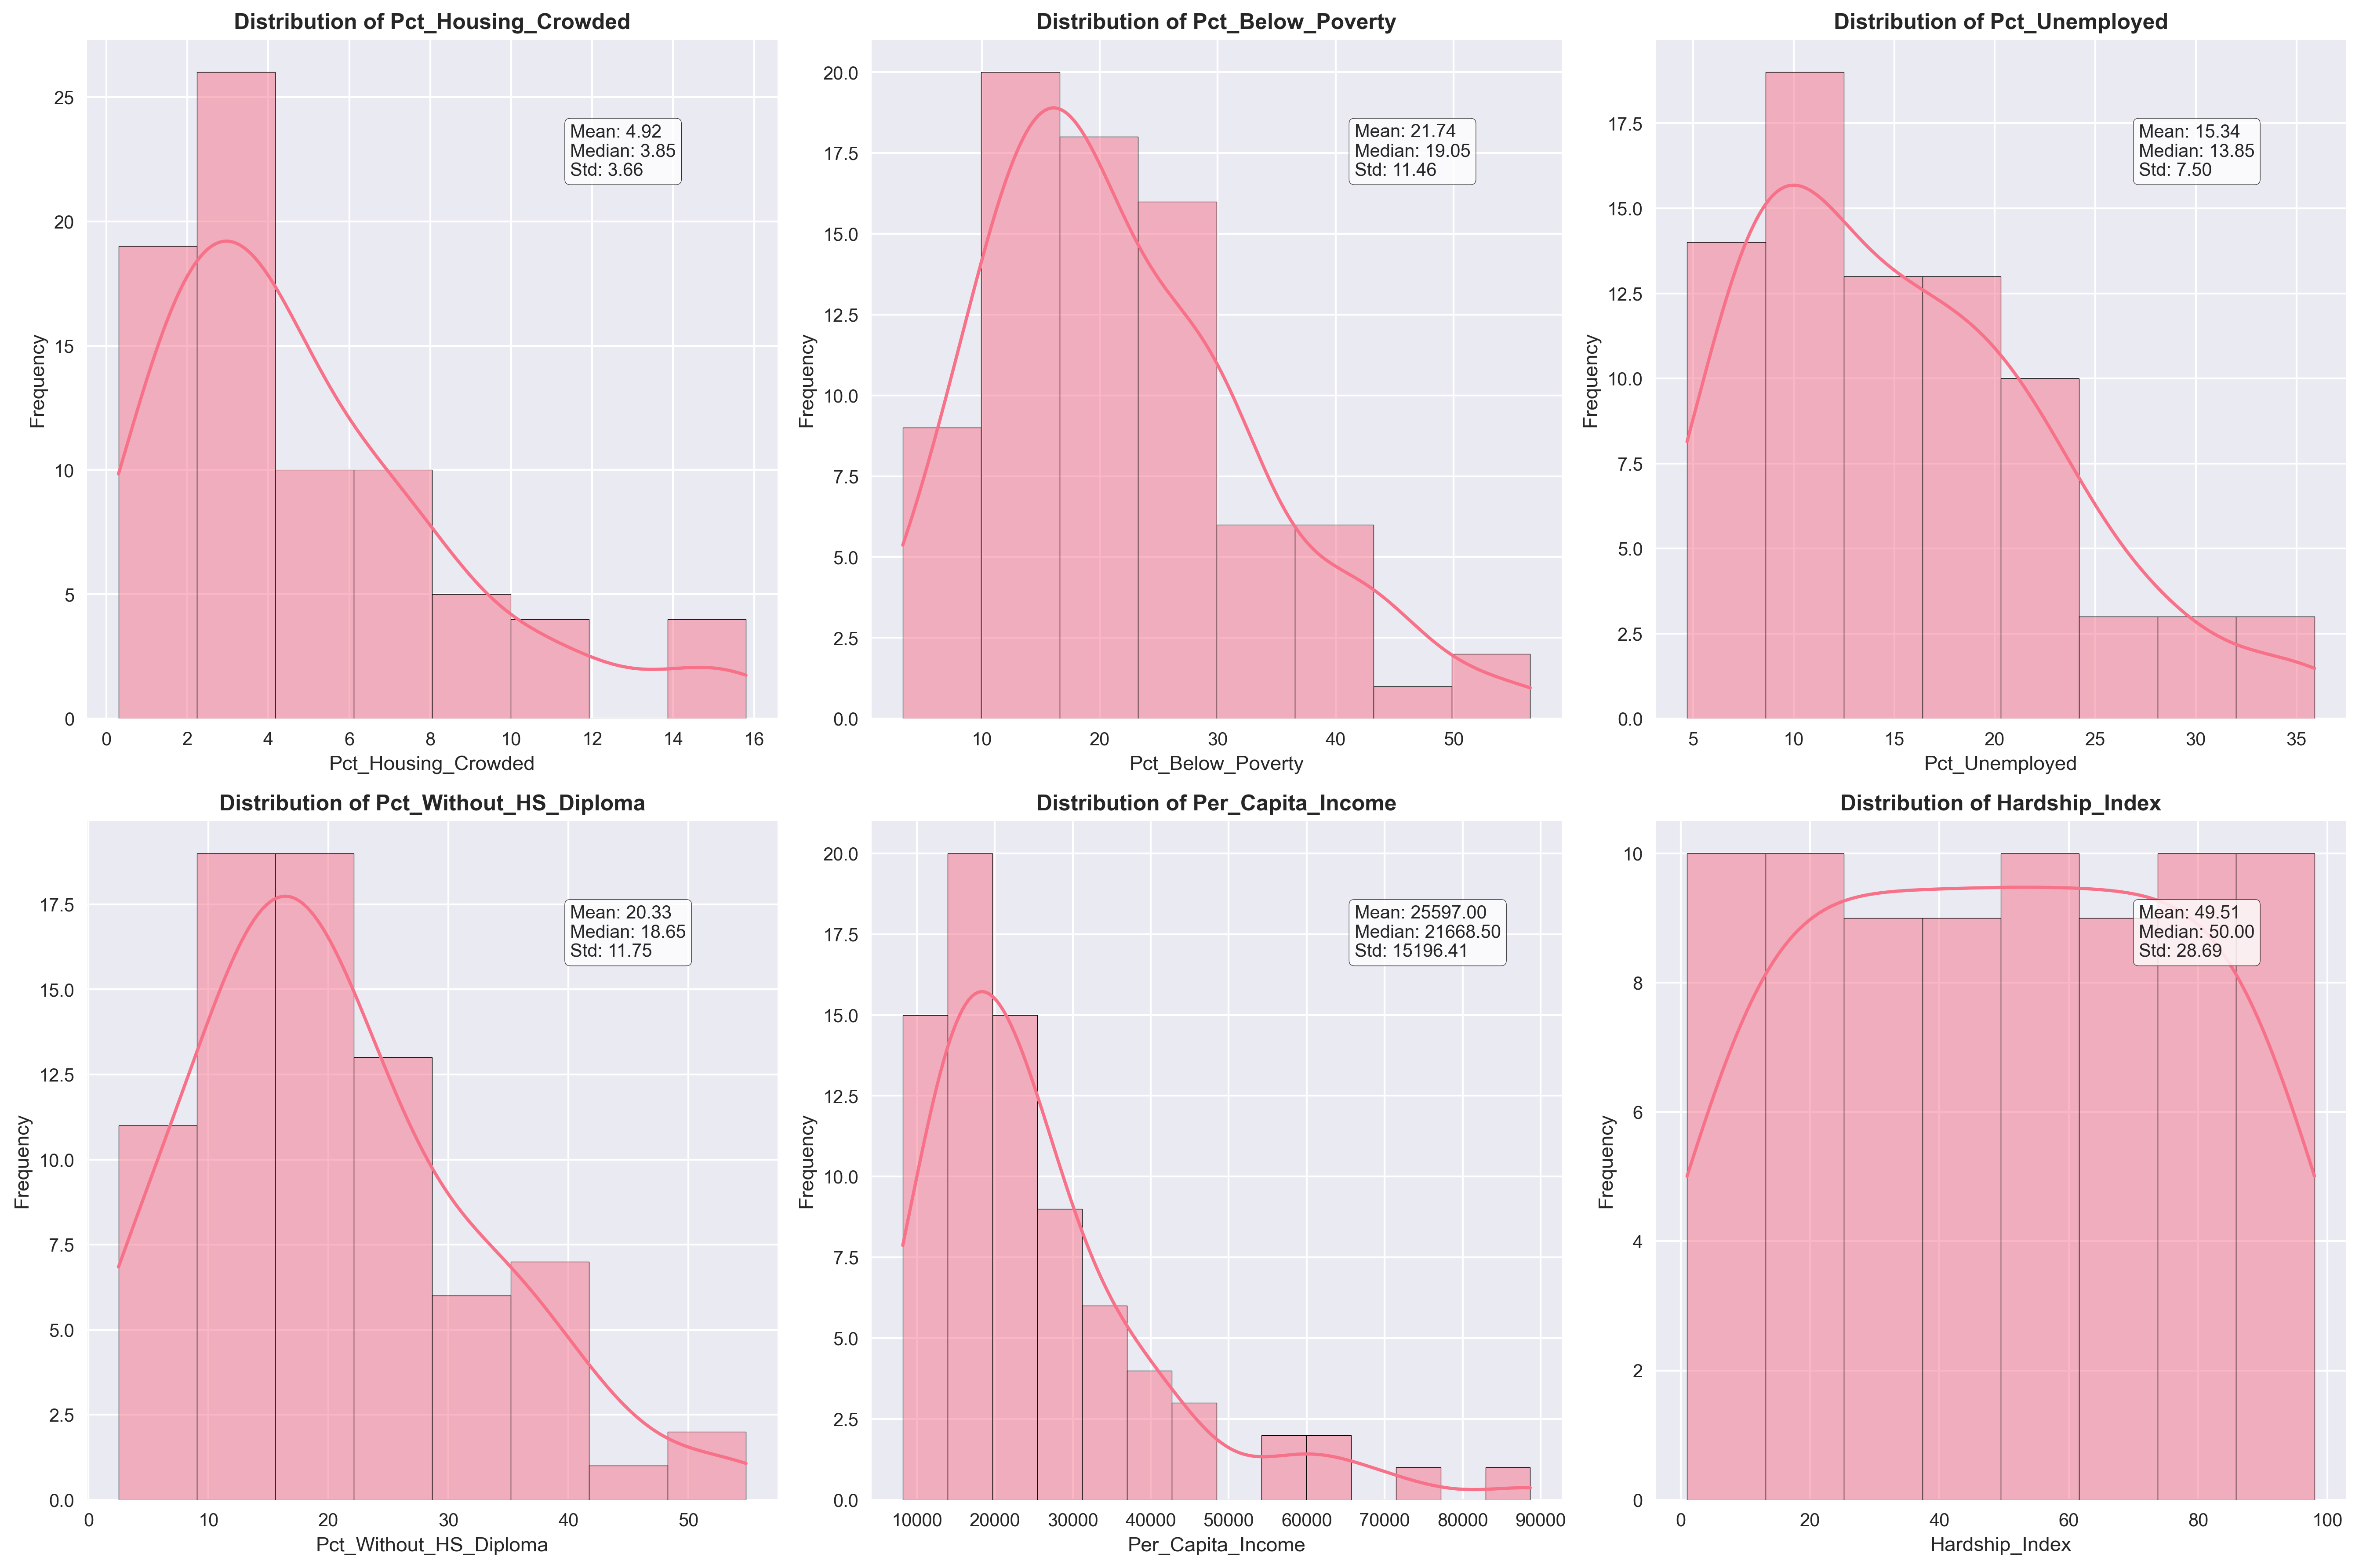 Distribution of Pct_Housing_Crowded
Mean: 4.92
Median: 3.85
Std: 3.66
25
20
15
10
5
0
Frequency
0 2 4 6 8 10 12 14 16
Pct_Housing_Crowded
Distribution of Pct_Below_Poverty
Mean: 21.74
Median: 19.05
Std: 11.46
20.0
17.5
15.0
12.5
10.0
7.5
5.0
2.5
0.0
Frequency
10 20 30 40 50
Pct_Below_Poverty
Distribution of Pct_Unemployed
Mean: 15.34
Median: 13.85
Std: 7.50
17.5
15.0
12.5
10.0
7.5
5.0
2.5
0.0
Frequency
5 10 15 20 25 30 35
Pct_Unemployed
Distribution of Pct_Without_HS_Diploma
Mean: 20.33
Median: 18.65
Std: 11.75
17.5
15.0
12.5
10.0
7.5
5.0
2.5
0.0
Frequency
0 10 20 30 40 50
Pct_Without_HS_Diploma
Distribution of Per_Capita_Income
Mean: 25597.00
Median: 21668.50
Std: 15196.41
20.0
17.5
15.0
12.5
10.0
7.5
5.0
2.5
0.0
Frequency
10000 20000 30000 40000 50000 60000 70000 80000 90000
Per_Capita_Income
Distribution of Hardship_Index
Mean: 49.51
Median: 50.00
Std: 28.69
10
8
6
4
2
0
Frequency
0 20 40 60 80 100
Hardship_Index